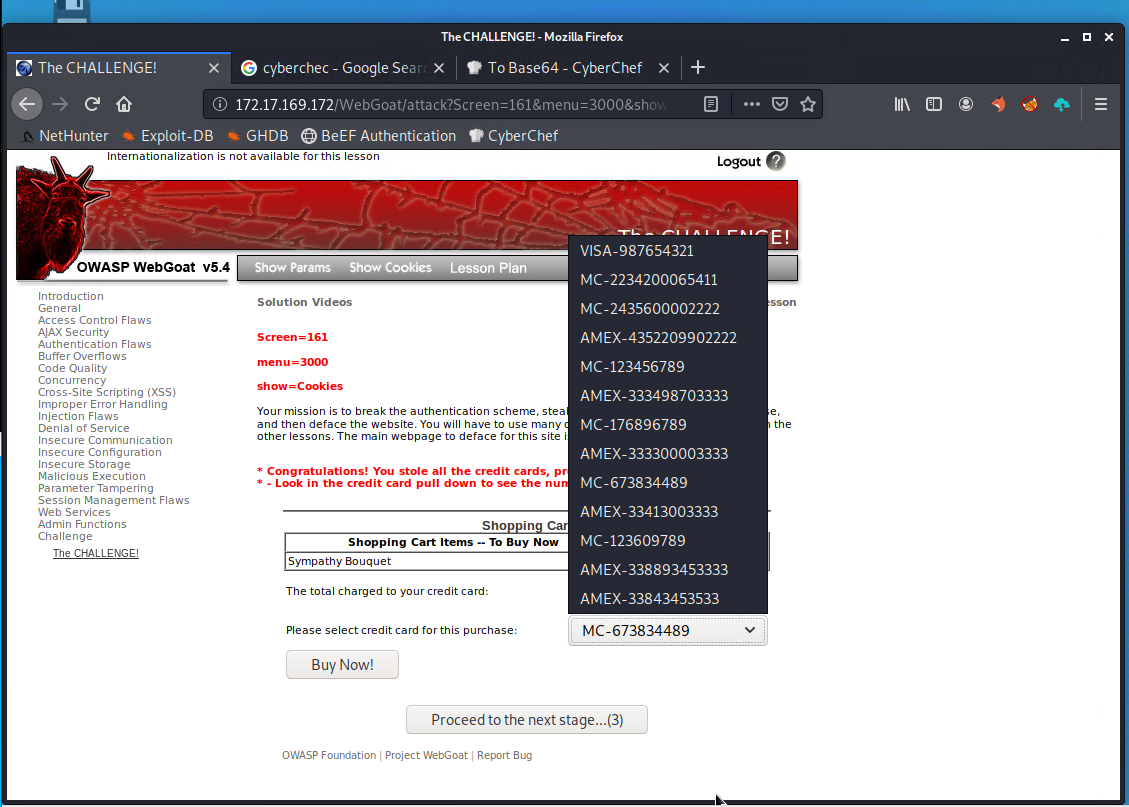 The CHALLENGE! - Mozilla Firefox
The CHALLENGE!
cyberchec - Google Sear
To Base64 - CyberChef
172.17.169.172/WebGoat/attack?Screen=161&menu=3000&show
NetHunter Exploit-DB GHDB BeEF Authentication CyberChef
Internationalization is not available for this lesson
Logout ?
The CHALLENGE!
OWASP WebGoat v5.4
Show Params Show Cookies Lesson Plan
Introduction
General
Access Control Flaws
AJAX Security
Authentication Flaws
Buffer Overflows
Code Quality
Concurrency
Cross-Site Scripting (XSS)
Improper Error Handling
Injection Flaws
Denial of Service
Insecure Communication
Insecure Configuration
Insecure Storage
Malicious Execution
Parameter Tampering
Session Management Flaws
Web Services
Admin Functions
Challenge
The CHALLENGE!
Solution Videos
esson
Screen=161
menu=3000
show=Cookies
Your mission is to break the authentication scheme, steal se,
and then deface the website. You will have to use many o n the
other lessons. The main webpage to deface for this site i
* Congratulations! You stole all the credit cards, pr
* - Look in the credit card pull down to see the num
Shopping Car
Shopping Cart Items -- To Buy Now
Sympathy Bouquet
The total charged to your credit card:
Please select credit card for this purchase:
VISA-987654321
MC-2234200065411
MC-2435600002222
AMEX-4352209902222
MC-123456789
AMEX-333498703333
MC-176896789
AMEX-333300003333
MC-673834489
AMEX-33413003333
MC-123609789
AMEX-338893453333
AMEX-33843453533
MC-673834489
Buy Now!
Proceed to the next stage...(3)
OWASP Foundation | Project WebGoat | Report Bug